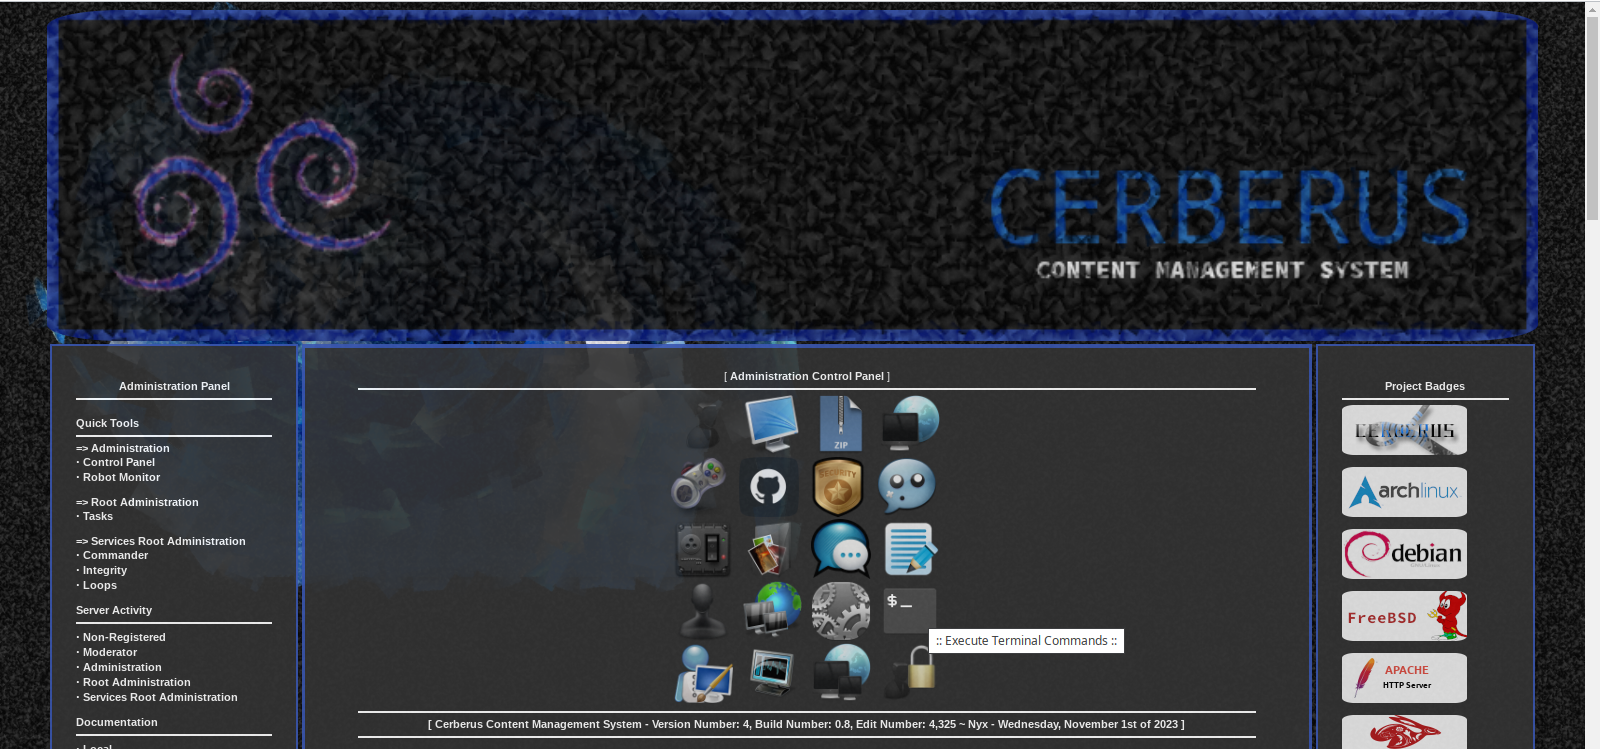 CERBERUS
CONTENT MANAGEMENT SYSTEM
Administration Panel
Quick Tools
=> Administration
· Control Panel
· Robot Monitor
=> Root Administration
· Tasks
=> Services Root Administration
· Commander
· Integrity
· Loops
Server Activity
· Non-Registered
· Moderator
· Administration
· Root Administration
· Services Root Administration
Documentation
· Local
[ Administration Control Panel ]
ZIP
SECURITY
$ _
:: Execute Terminal Commands ::
[ Cerberus Content Management System - Version Number: 4, Build Number: 0.8, Edit Number: 4,325 ~ Nyx - Wednesday, November 1st of 2023 ]
Project Badges
CERBERUS
archlinux
debian
FreeBSD
APACHE
HTTP Server